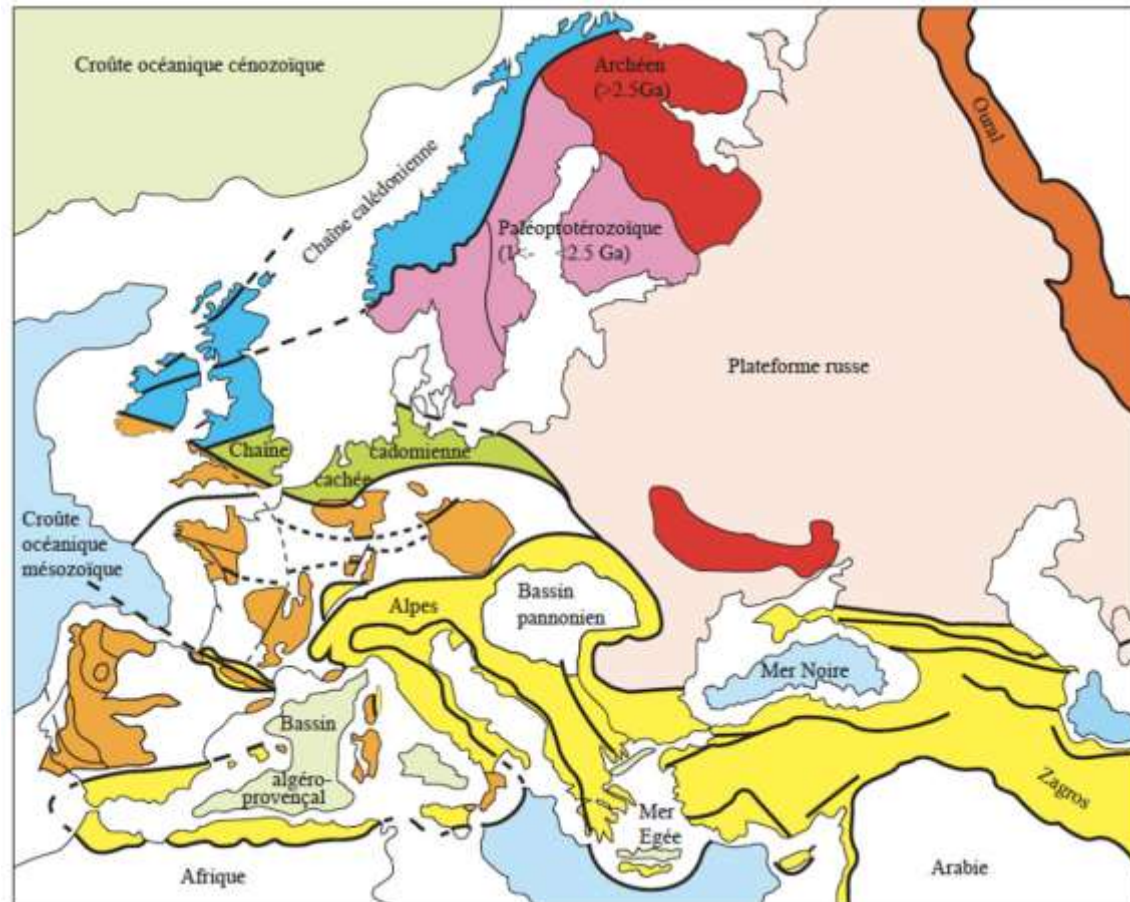 Croûte océanique cénozoïque
Archéen
(>2.5Ga)
Oural
Chaîne calédonienne
Paléoprotérozoïque
(1<- <2.5 Ga)
Plateforme russe
Chaîne
cachée
cadomienne
Croûte
océanique
mésozoïque
Alpes
Bassin
pannonien
Mer Noire
Bassin
algéro-
provençal
Zagros
Mer
Egée
Afrique
Arabie